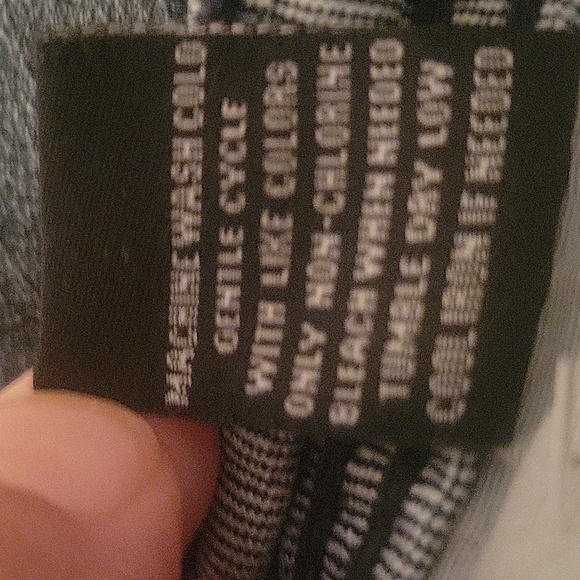 MACHINE WASH COLD
GENTLE CYCLE
WITH LIKE COLORS
ONLY NON-CHLORINE
BLEACH WHEN NEEDED
TUMBLE DRY LOW
COOL IRON IF NEEDED